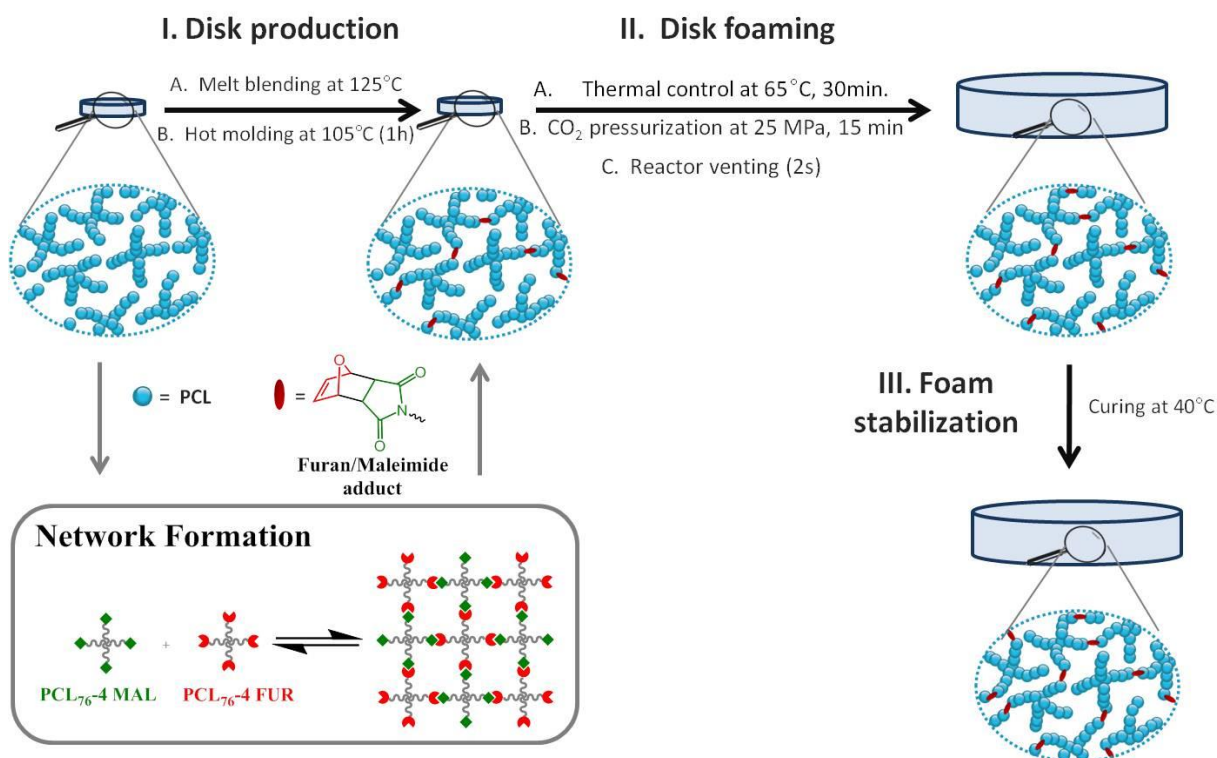 I. Disk production
II. Disk foaming
A. Melt blending at 125°C
B. Hot molding at 105°C (1h)
A. Thermal control at 65°C, 30min.
B. CO₂ pressurization at 25 MPa, 15 min
C. Reactor venting (2s)
= PCL
=
O
O
N
O
Furan/Maleimide
adduct
III. Foam
stabilization
Curing at 40°C
Network Formation
+
PCL₇₆-4 MAL
PCL₇₆-4 FUR